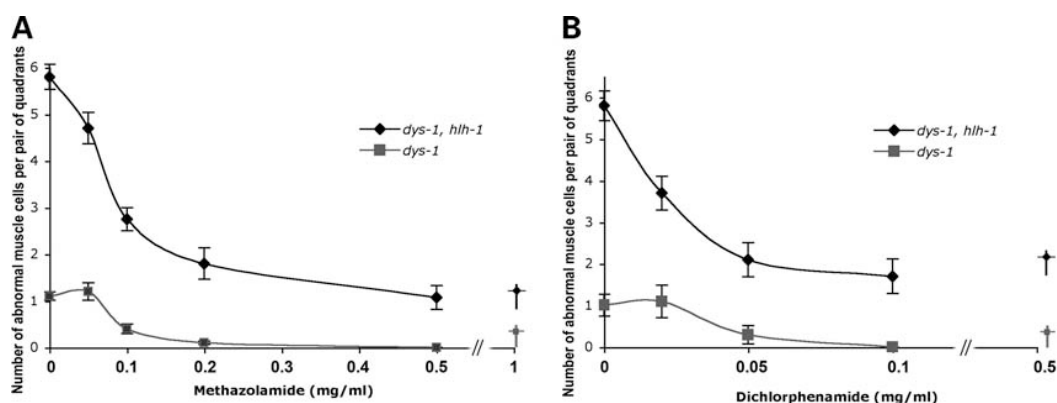 A
Number of abnormal muscle cells per pair of quadrants
6
5
4
3
2
1
0
dys-1, hlh-1
dys-1
0 0.1 0.2 0.3 0.4 0.5 // 1
Methazolamide (mg/ml)
B
Number of abnormal muscle cells per pair of quadrants
6
5
4
3
2
1
0
dys-1, hlh-1
dys-1
0 0.05 0.1 // 0.5
Dichlorphenamide (mg/ml)